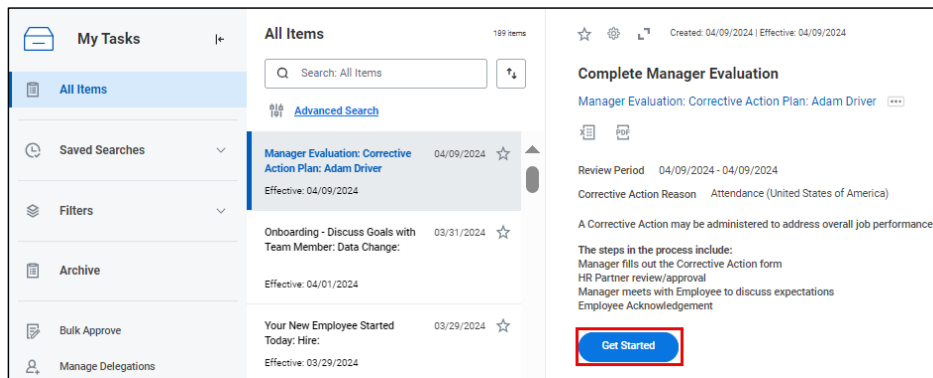 My Tasks
All Items
Saved Searches
Filters
Archive
Bulk Approve
Manage Delegations
All Items
199 items
Search: All Items
Advanced Search
Manager Evaluation: Corrective Action Plan: Adam Driver
04/09/2024
Effective: 04/09/2024
Onboarding - Discuss Goals with Team Member: Data Change:
03/31/2024
Effective: 04/01/2024
Your New Employee Started Today: Hire:
03/29/2024
Effective: 03/29/2024
Created: 04/09/2024 | Effective: 04/09/2024
Complete Manager Evaluation
Manager Evaluation: Corrective Action Plan: Adam Driver
PDF
Review Period 04/09/2024 - 04/09/2024
Corrective Action Reason Attendance (United States of America)
A Corrective Action may be administered to address overall job performance
The steps in the process include:
Manager fills out the Corrective Action form
HR Partner review/approval
Manager meets with Employee to discuss expectations
Employee Acknowledgement
Get Started